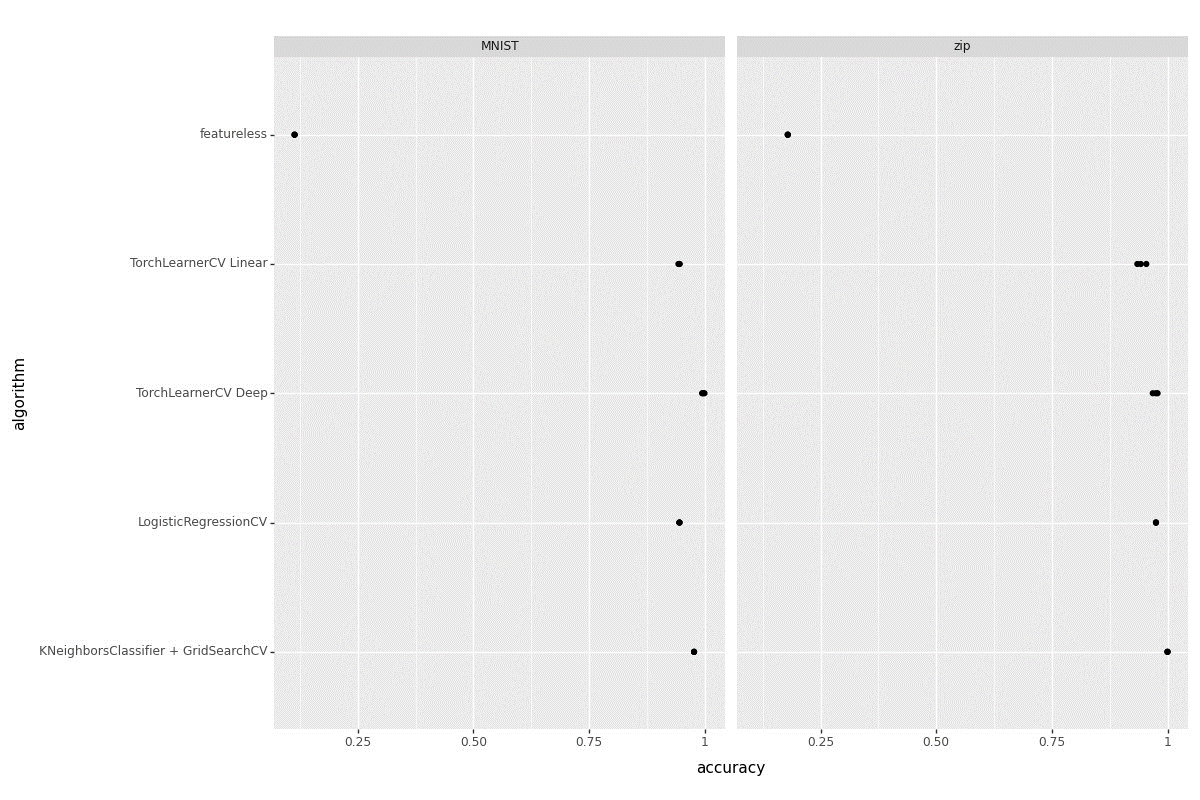 MNIST
zip
featureless
TorchLearnerCV Linear
TorchLearnerCV Deep
LogisticRegressionCV
KNeighborsClassifier + GridSearchCV
algorithm
0.25 0.50 0.75 1
0.25 0.50 0.75 1
accuracy